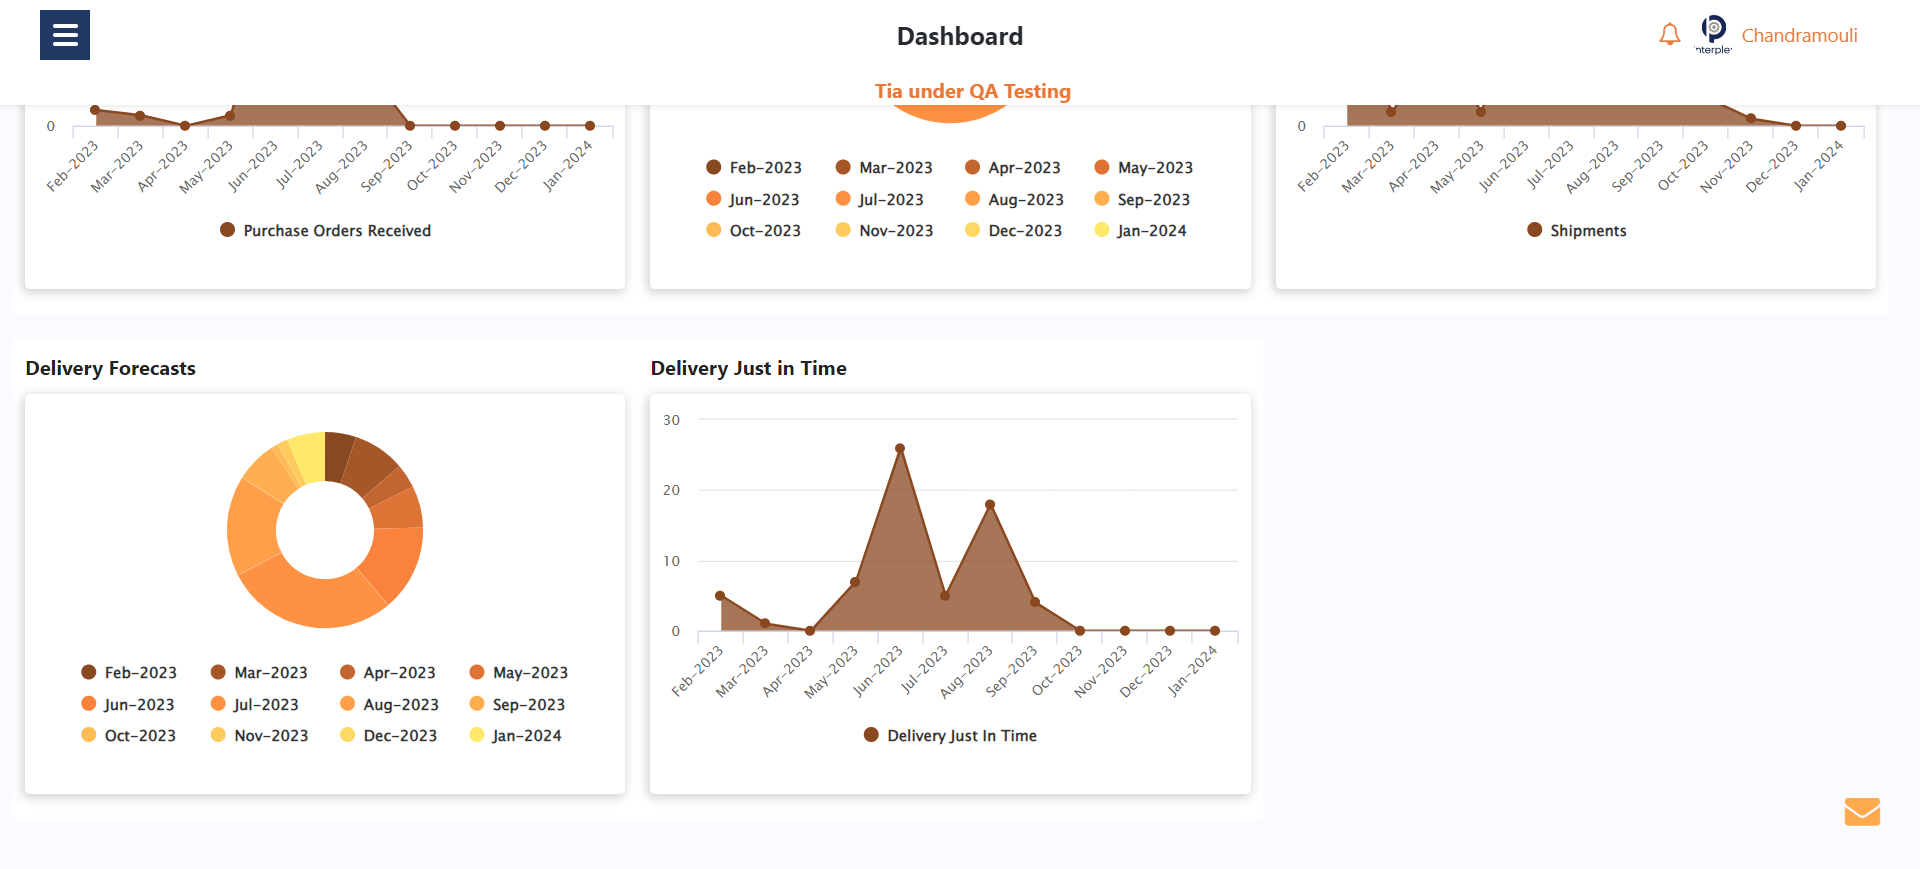 Dashboard
nterple
Chandramouli
Tia under QA Testing
0
Feb-2023
Mar-2023
Apr-2023
May-2023
Jun-2023
Jul-2023
Aug-2023
Sep-2023
Oct-2023
Nov-2023
Dec-2023
Jan-2024
Purchase Orders Received
Feb-2023 Mar-2023 Apr-2023 May-2023
Jun-2023 Jul-2023 Aug-2023 Sep-2023
Oct-2023 Nov-2023 Dec-2023 Jan-2024
0
Feb-2023
Mar-2023
Apr-2023
May-2023
Jun-2023
Jul-2023
Aug-2023
Sep-2023
Oct-2023
Nov-2023
Dec-2023
Jan-2024
Shipments
Delivery Forecasts
Feb-2023 Mar-2023 Apr-2023 May-2023
Jun-2023 Jul-2023 Aug-2023 Sep-2023
Oct-2023 Nov-2023 Dec-2023 Jan-2024
Delivery Just in Time
30
20
10
0
Feb-2023
Mar-2023
Apr-2023
May-2023
Jun-2023
Jul-2023
Aug-2023
Sep-2023
Oct-2023
Nov-2023
Dec-2023
Jan-2024
Delivery Just In Time